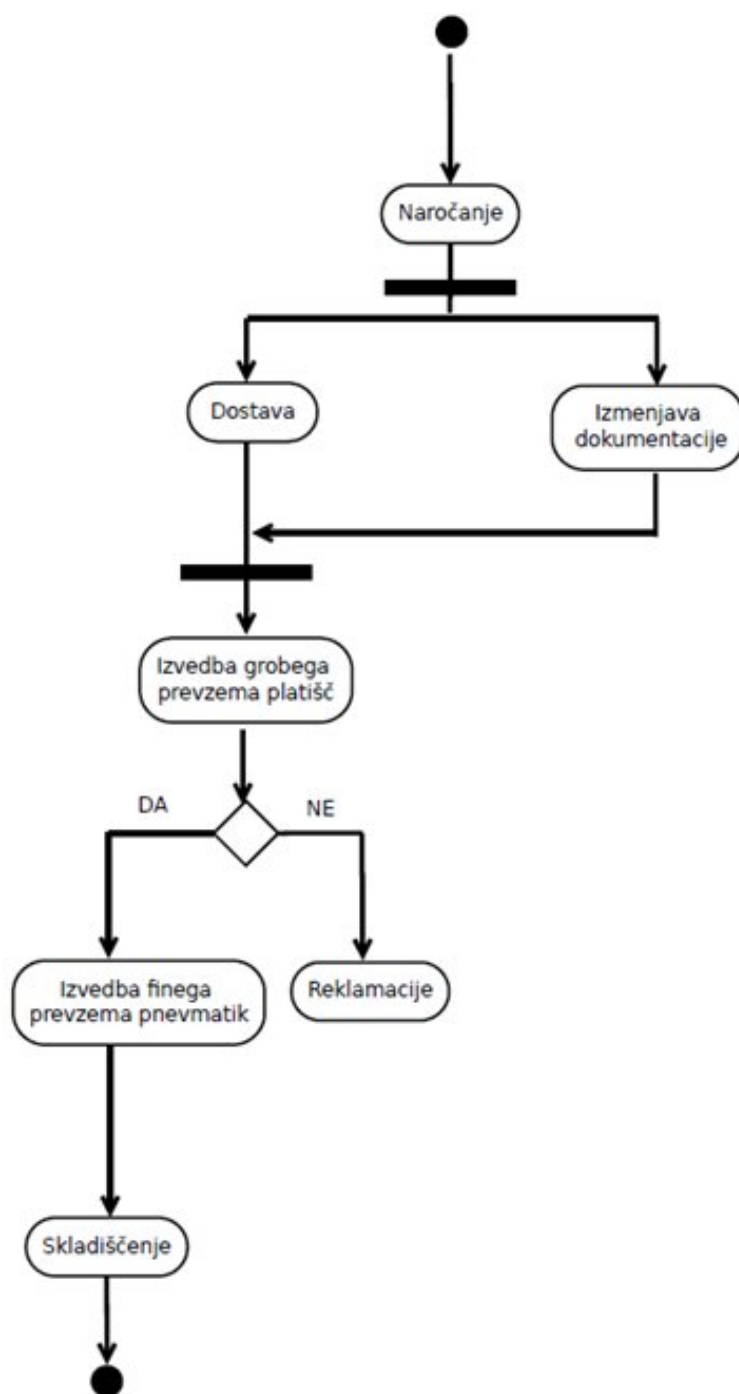 Naročanje
Dostava
Izmenjava
dokumentacije
Izvedba grobega
prevzema platišč
DA
NE
Izvedba finega
prevzema pnevmatik
Reklamacije
Skladiščenje